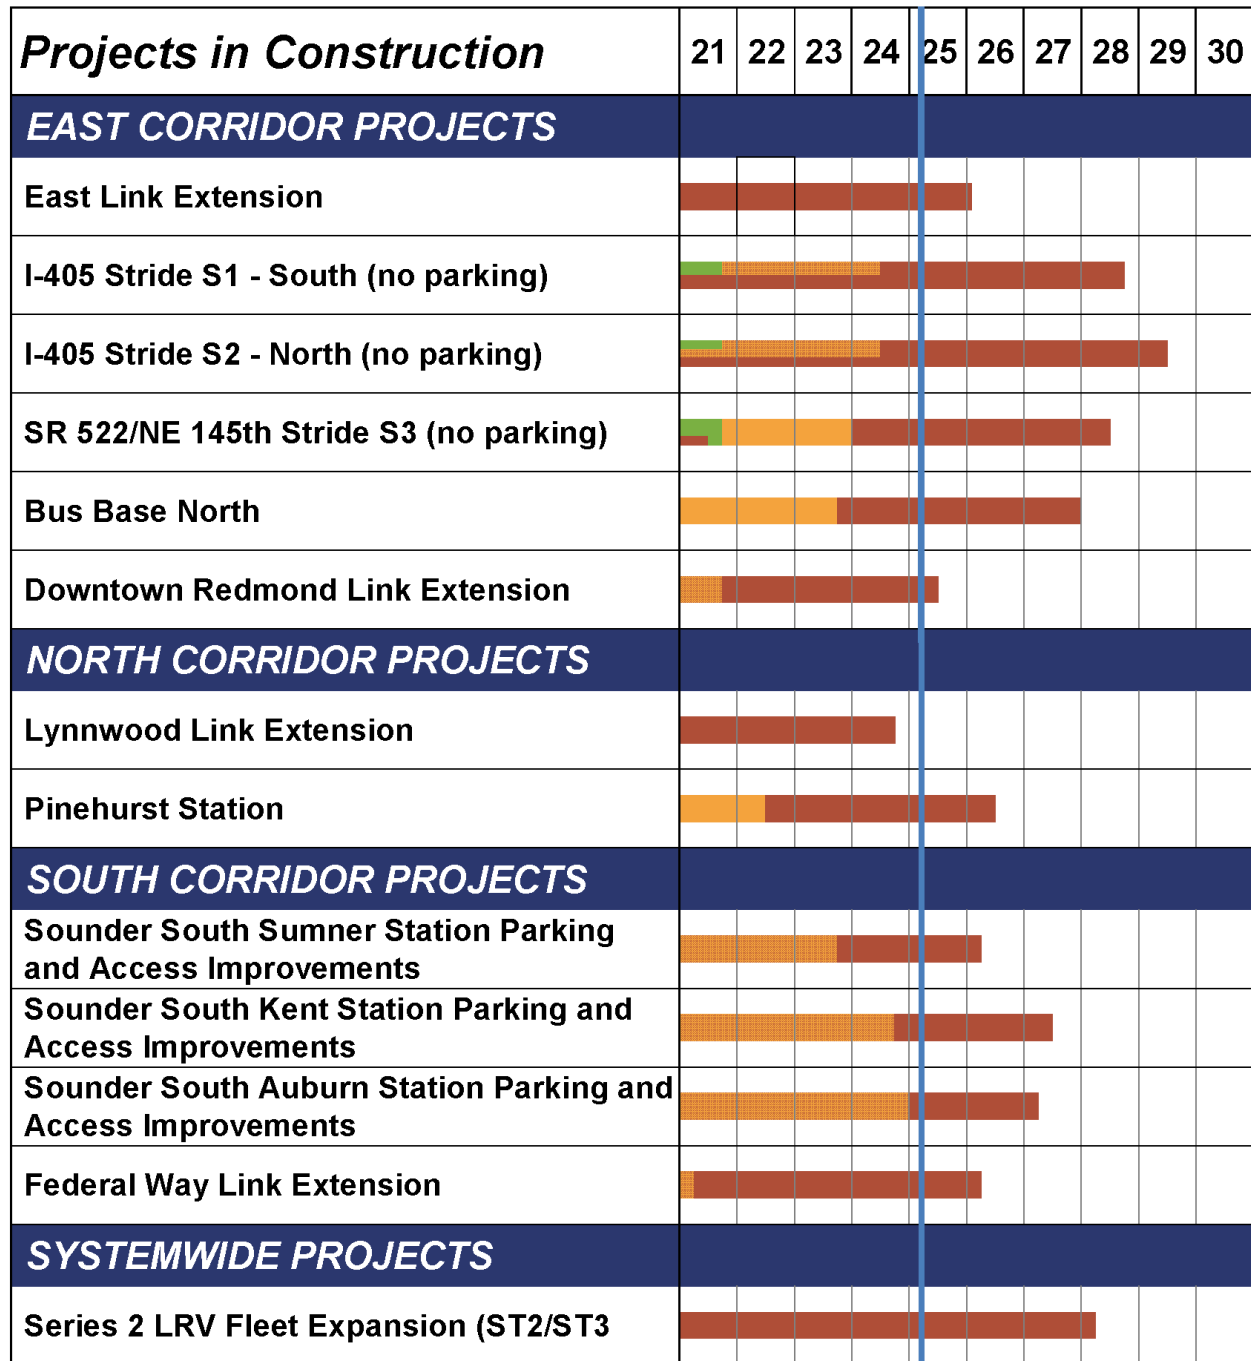 Projects in Construction 21 22 23 24 25 26 27 28 29 30
EAST CORRIDOR PROJECTS
East Link Extension
I-405 Stride S1 - South (no parking)
I-405 Stride S2 - North (no parking)
SR 522/NE 145th Stride S3 (no parking)
Bus Base North
Downtown Redmond Link Extension
NORTH CORRIDOR PROJECTS
Lynnwood Link Extension
Pinehurst Station
SOUTH CORRIDOR PROJECTS
Sounder South Sumner Station Parking
and Access Improvements
Sounder South Kent Station Parking and
Access Improvements
Sounder South Auburn Station Parking and
Access Improvements
Federal Way Link Extension
SYSTEMWIDE PROJECTS
Series 2 LRV Fleet Expansion (ST2/ST3